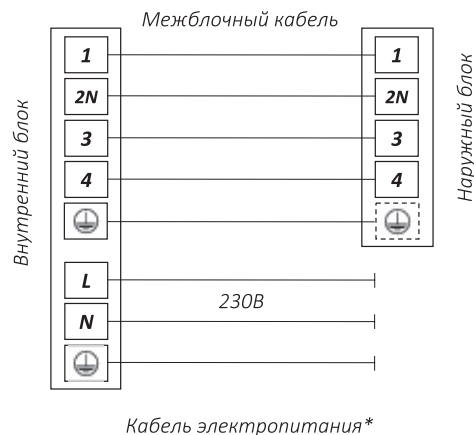 Межблочный кабель
Внутренний блок
Наружный блок
1 1
2N 2N
3 3
4 4
L
230В
N
Кабель электропитания*